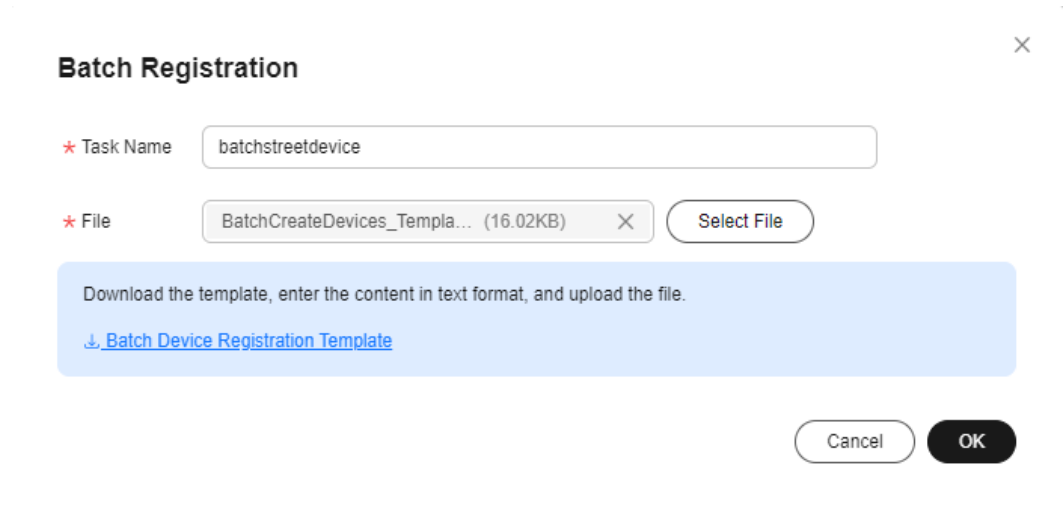 Batch Registration
* Task Name batchstreetdevice
* File BatchCreateDevices_Templa... (16.02KB) Select File
Download the template, enter the content in text format, and upload the file.
Batch Device Registration Template
Cancel OK